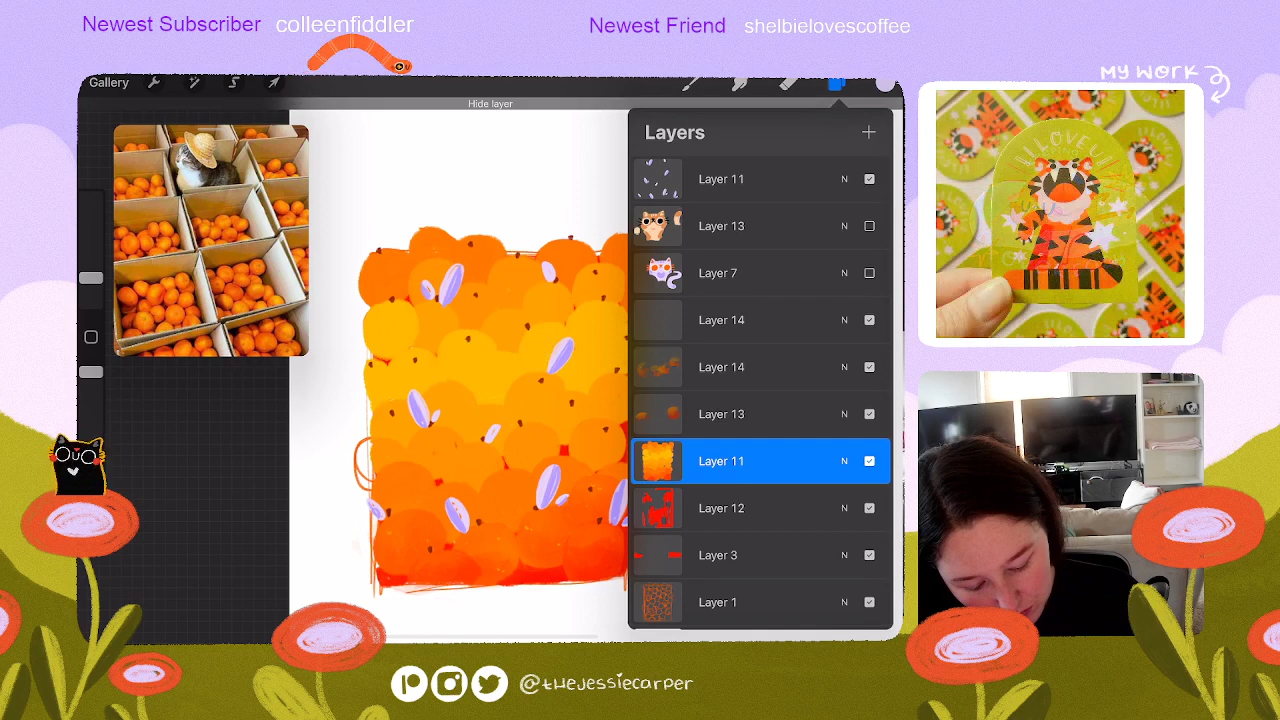 Newest Subscriber colleenfiddler
Newest Friend shelbielovescoffee
MY WORK
Gallery
Hide layer
Layers
Layer 11 N
Layer 13 N
Layer 7 N
Layer 14 N
Layer 14 N
Layer 13 N
Layer 11 N
Layer 12 N
Layer 3 N
Layer 1 N
I LOVE U!
@THEJESSIECARPER